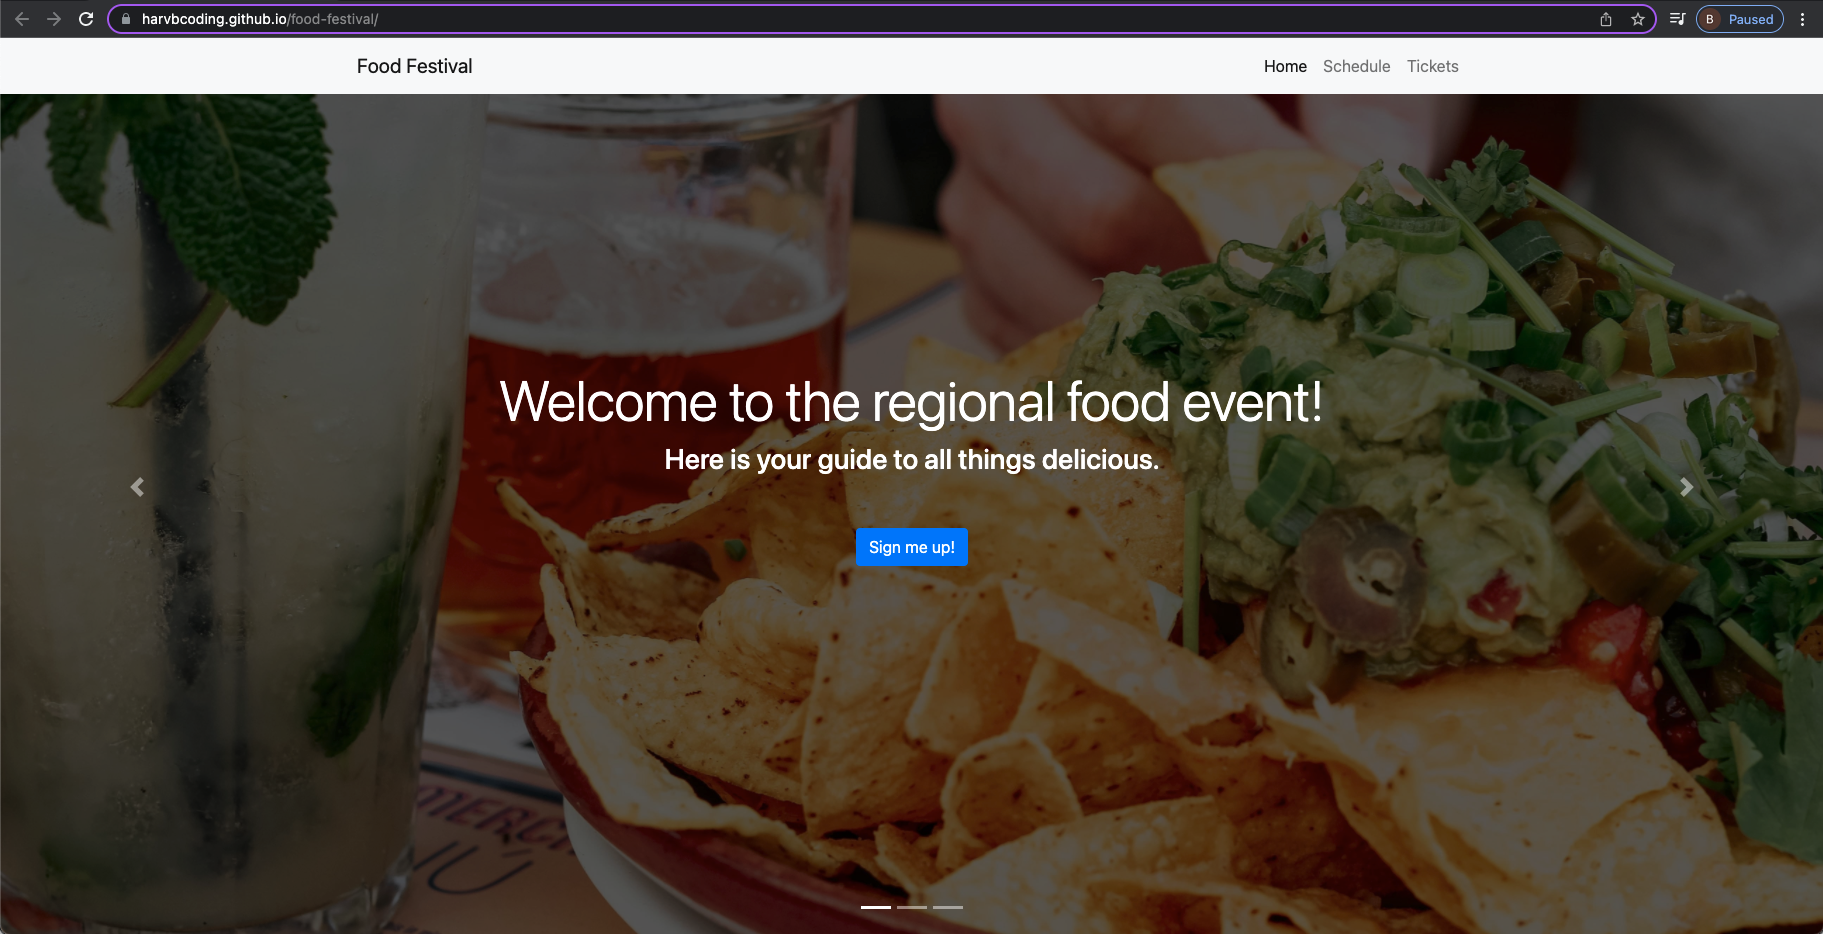 harvbcoding.github.io/food-festival/
B Paused
Food Festival
Home Schedule Tickets
Welcome to the regional food event!
Here is your guide to all things delicious.
Sign me up!
MERCH